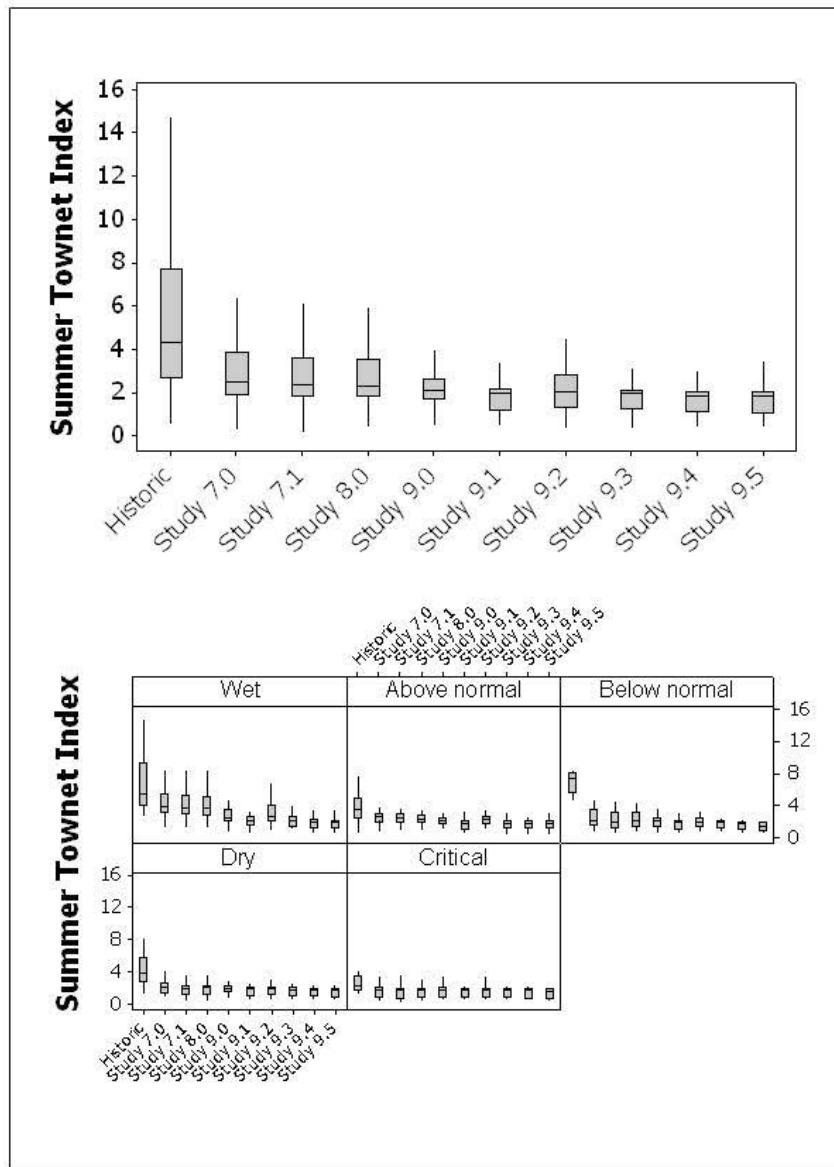 Summer Townet Index
16
14
12
10
8
6
4
2
0
Historic
Study 7.0
Study 7.1
Study 8.0
Study 9.0
Study 9.1
Study 9.2
Study 9.3
Study 9.4
Study 9.5
Historic
Study 7.0
Study 7.1
Study 8.0
Study 9.0
Study 9.1
Study 9.2
Study 9.3
Study 9.4
Study 9.5
Summer Townet Index
Wet Above normal Below normal
16
12
8
4
0
Dry Critical
16
12
8
4
0
Historic
Study 7.0
Study 7.1
Study 8.0
Study 9.0
Study 9.1
Study 9.2
Study 9.3
Study 9.4
Study 9.5